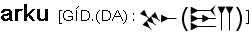 arku [GÍD.(DA) : 𒁍(𒁕)]